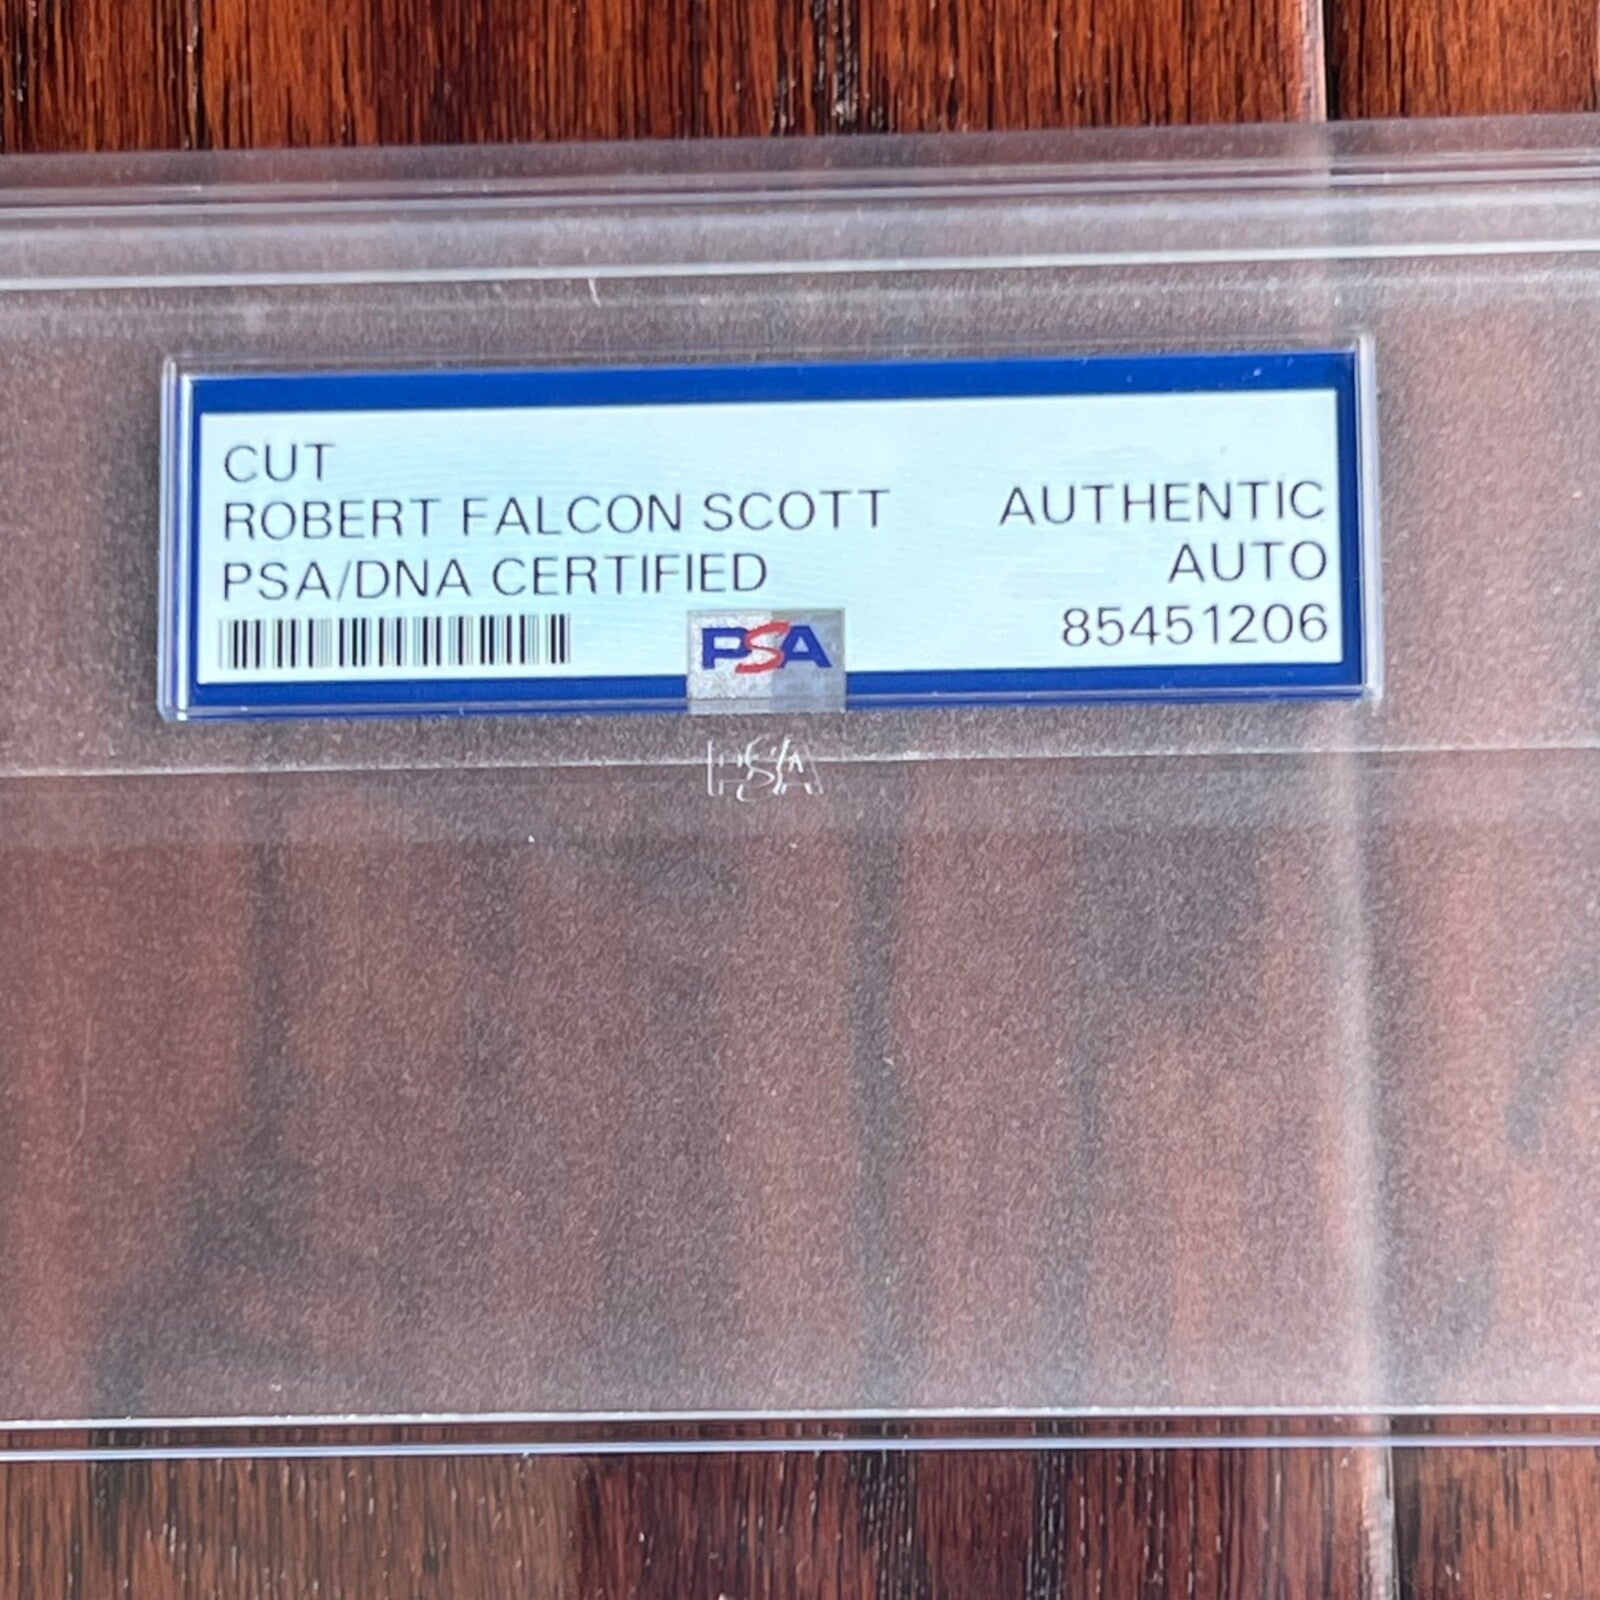 CUT
ROBERT FALCON SCOTT
PSA/DNA CERTIFIED
AUTHENTIC
AUTO
85451206
PSA
PSA